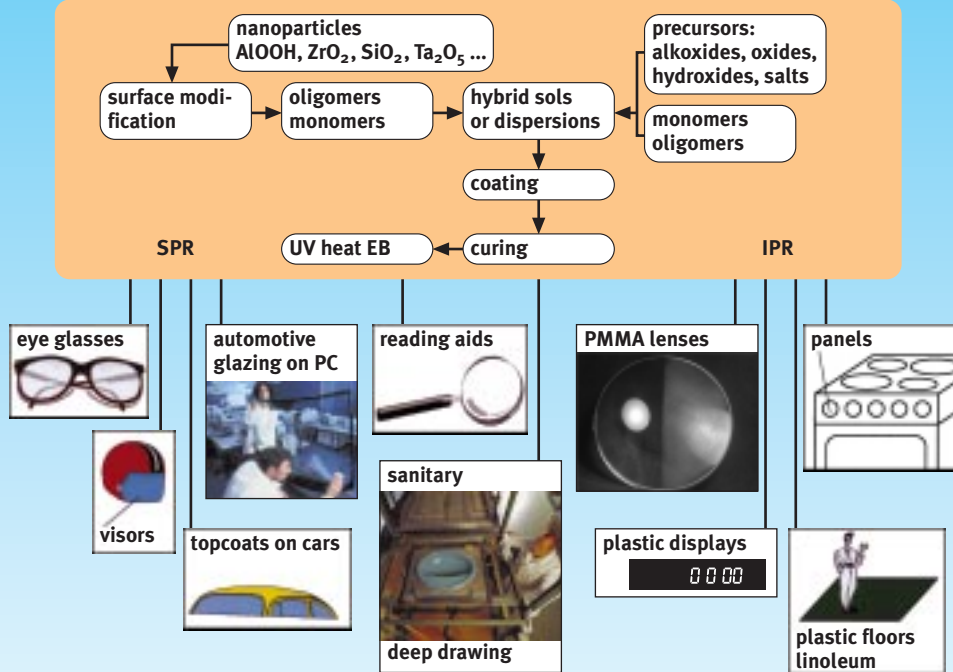 nanoparticles
AlOOH, ZrO₂, SiO₂, Ta₂O₅ ...
precursors:
alkoxides, oxides,
hydroxides, salts
surface modi-
fication
oligomers
monomers
hybrid sols
or dispersions
monomers
oligomers
coating
SPR
UV heat EB
curing
IPR
eye glasses
automotive
glazing on PC
reading aids
PMMA lenses
panels
visors
topcoats on cars
sanitary
deep drawing
plastic displays
0000
plastic floors
linoleum